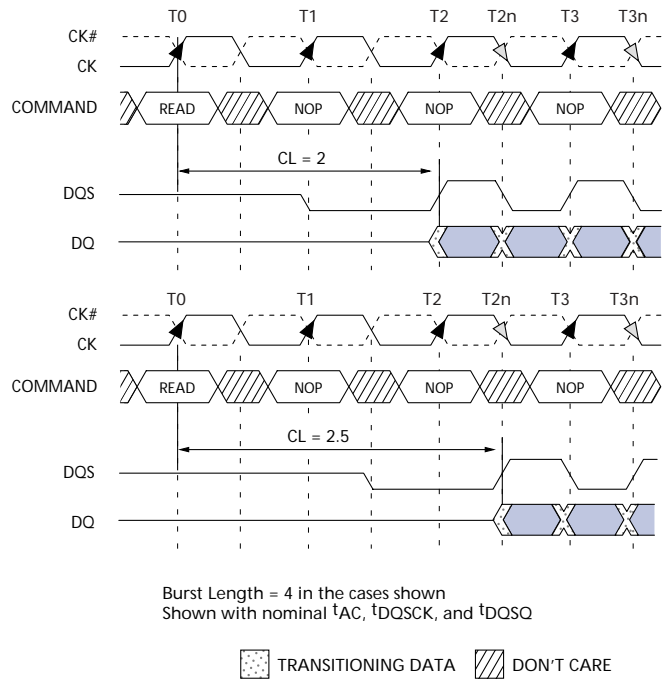 T0 T1 T2 T2n T3 T3n
CK#
CK
COMMAND READ NOP NOP NOP
CL = 2
DQS
DQ
T0 T1 T2 T2n T3 T3n
CK#
CK
COMMAND READ NOP NOP NOP
CL = 2.5
DQS
DQ
Burst Length = 4 in the cases shown
Shown with nominal tAC, tDQSCK, and tDQSQ
TRANSITIONING DATA DON'T CARE